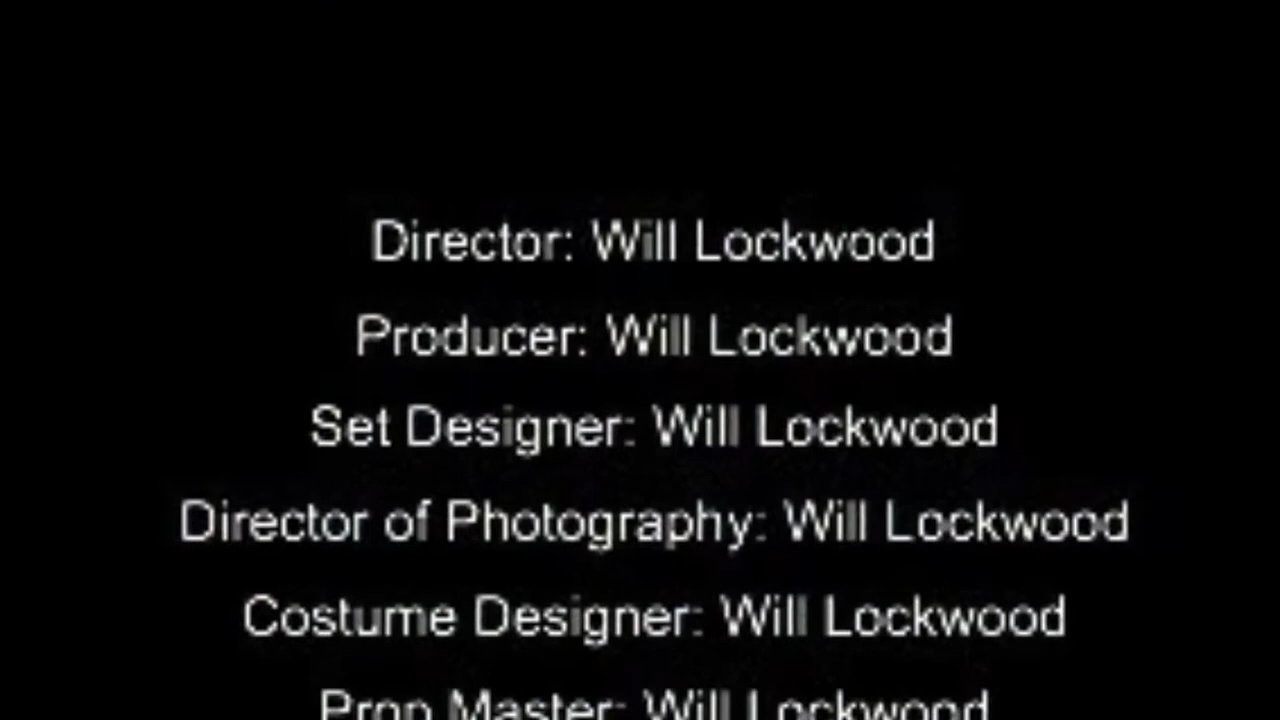 Director: Will Lockwood
Producer: Will Lockwood
Set Designer: Will Lockwood
Director of Photography: Will Lockwood
Costume Designer: Will Lockwood
Prop Master: Will Lockwood